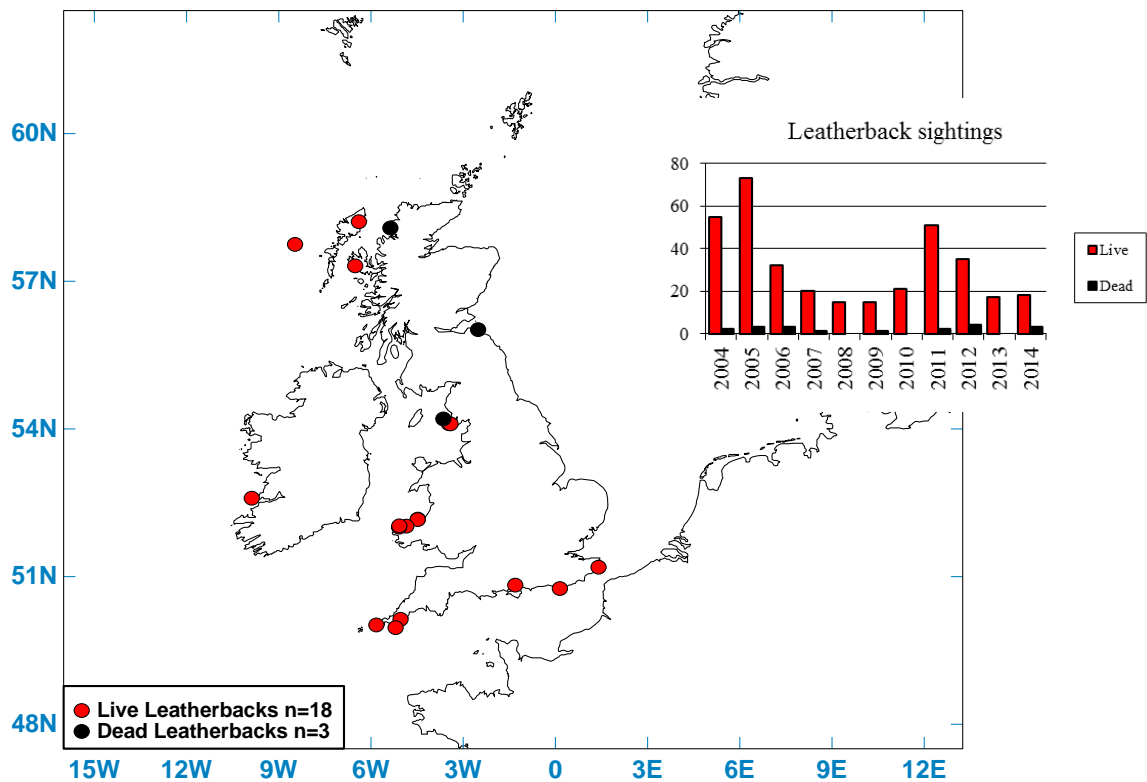 60N
57N
54N
51N
48N
15W 12W 9W 6W 3W 0 3E 6E 9E 12E
Live Leatherbacks n=18
Dead Leatherbacks n=3
Leatherback sightings
80
60
40
20
0
2004 2005 2006 2007 2008 2009 2010 2011 2012 2013 2014
Live
Dead